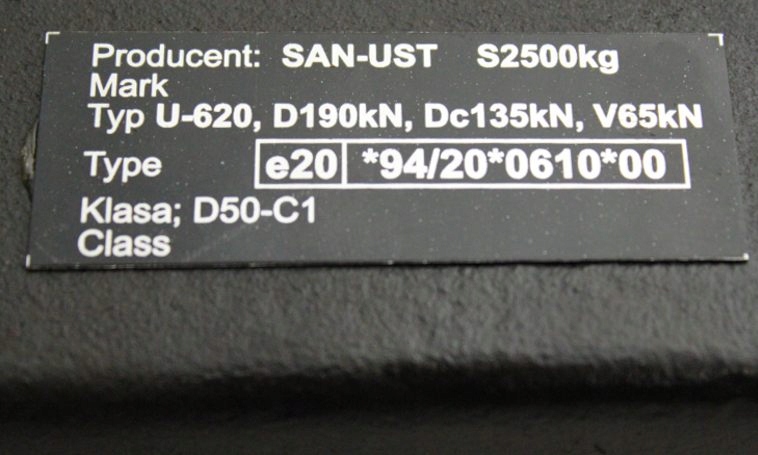 Producent: SAN-UST S2500kg
Mark
Typ U-620, D190kN, Dc135kN, V65kN
Type e20 *94/20*0610*00
Klasa; D50-C1
Class